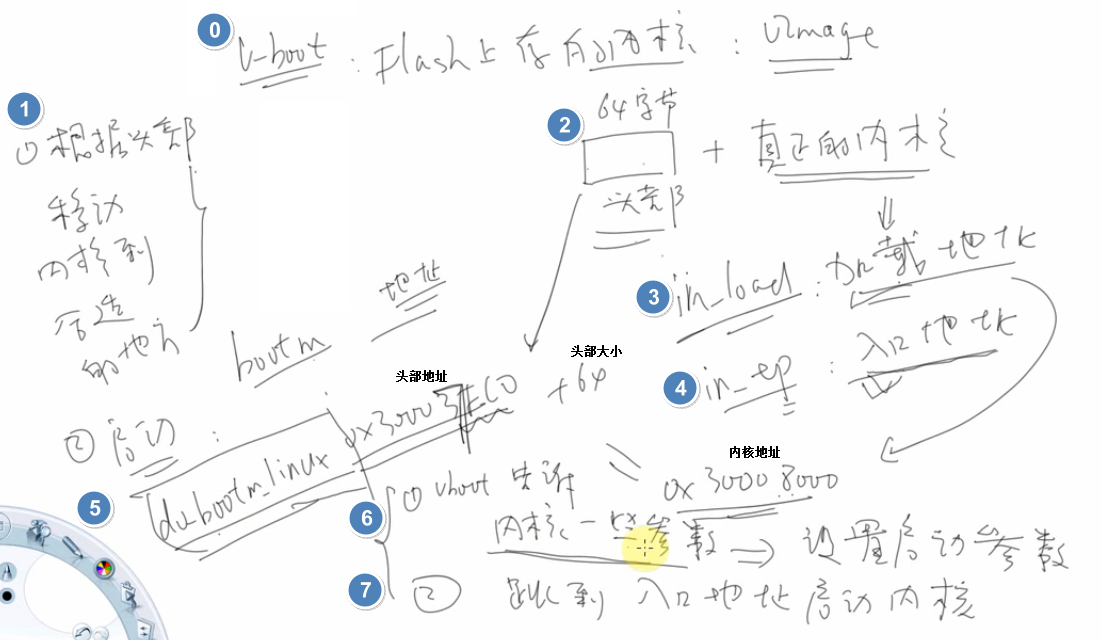 0
U-boot : Flash上存有的内核 : uImage
1
① 根据头部
移动
内核到
合适
的地方
2
64字节
头部
+ 真正的内核
3
ih_load : 加载地址
4
ih_ep : 入口地址
bootm 地址
头部地址
头部大小
+64
内核地址
0x30008000
② 启动 :
5
do_bootm_linux
6
① uboot 告诉
内核一些参数 → 设置启动参数
7
② 跳到 入口地址启动内核